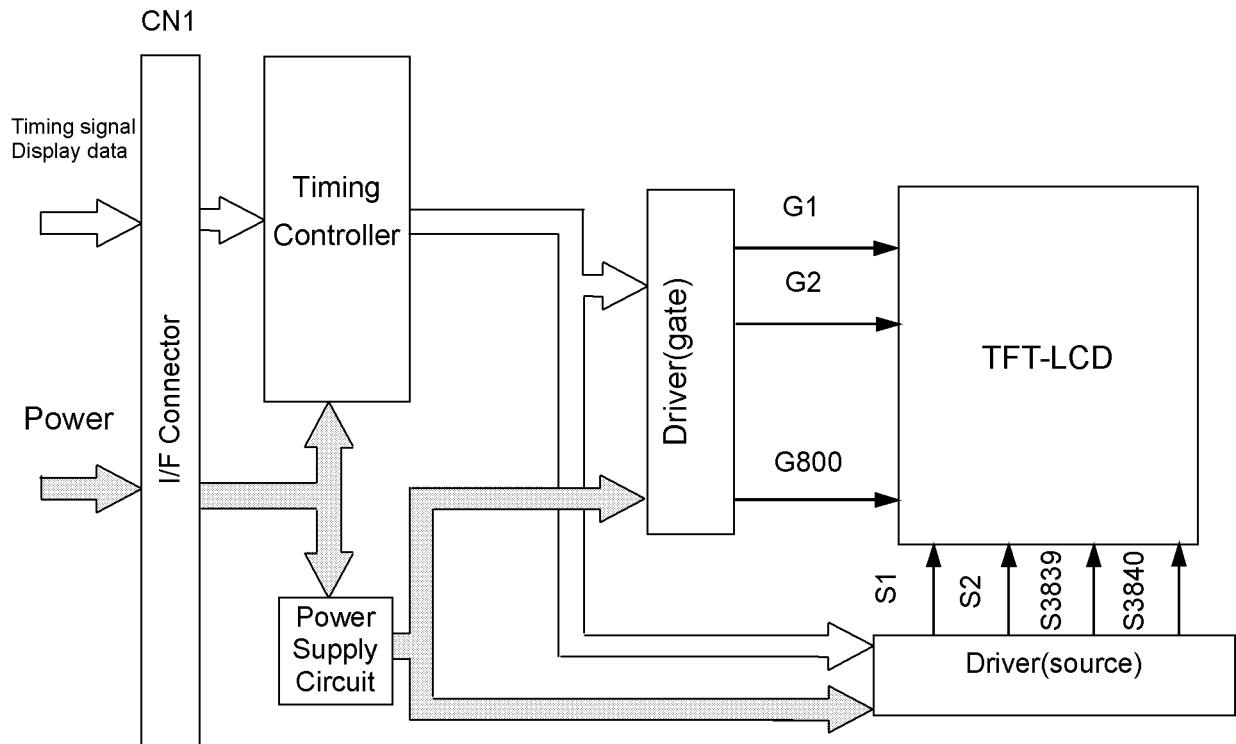 CN1
Timing signal
Display data
Power
I/F Connector
Timing
Controller
Power
Supply
Circuit
Driver(gate)
G1
G2
G800
TFT-LCD
S1
S2
S3839
S3840
Driver(source)